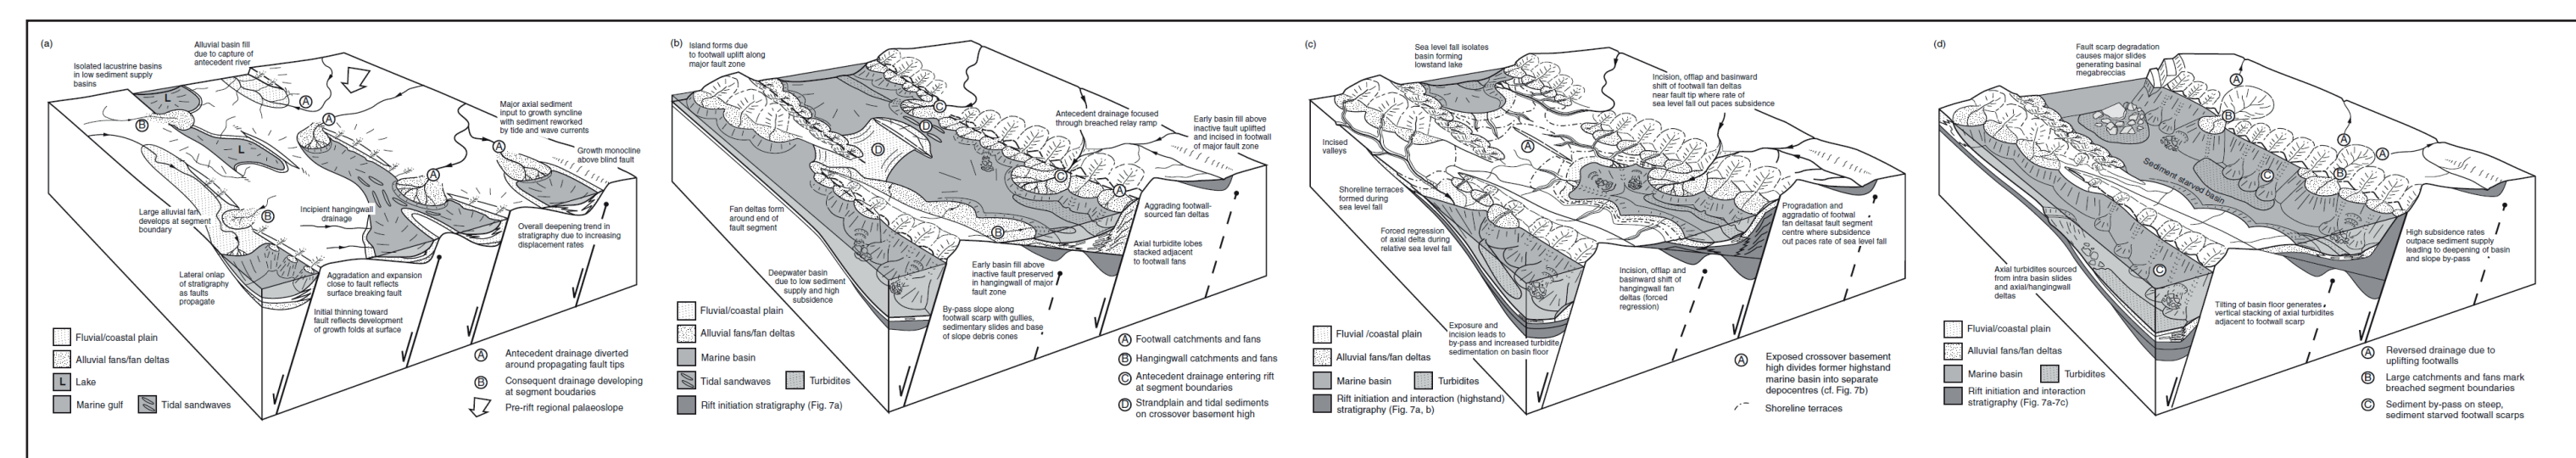 (a)
Isolated lacustrine basins
in low sediment supply
basins
Alluvial basin fill
due to capture of
antecedent river
L
A
B
A
L
Major axial sediment
input to growth syncline
with sediment reworked
by tide and wave currents
A
Growth monocline
above blind fault
A
Large alluvial fan
develops at segment
boundary
B
Incipient hangingwall
drainage
Overall deepening trend in
stratigraphy due to increasing
displacement rates
Lateral onlap
of stratigraphy
as faults
propagate
Aggradation and expansion
close to fault reflects
surface breaking fault
Initial thinning toward
fault reflects development
of growth folds at surface
Fluvial/coastal plain
Alluvial fans/fan deltas
L Lake
Marine gulf
Tidal sandwaves
A Antecedent drainage diverted
around propagating fault tips
B Consequent drainage developing
at segment boudaries
Pre-rift regional palaeoslope
(b)
Island forms due
to footwall uplift along
major fault zone
C
D
D
Antecedent drainage focused
through breached relay ramp
Early basin fill above
inactive fault uplifted
and incised in footwall
of major fault zone
C
A
B
Fan deltas form
around end of
fault segment
Aggrading footwall-
sourced fan deltas
Axial turbidite lobes
stacked adjacent
to footwall fans
Deepwater basin
due to low sediment
supply and high
subsidence
Early basin fill above
inactive fault preserved
in hangingwall of major
fault zone
By-pass slope along
footwall scarp with gullies,
sedimentary slides and base
of slope debris cones
Fluvial/coastal plain
Alluvial fans/fan deltas
Marine basin
Tidal sandwaves
Turbidites
Rift initiation stratigraphy (Fig. 7a)
A Footwall catchments and fans
B Hangingwall catchments and fans
C Antecedent drainage entering rift
at segment boundaries
D Strandplain and tidal sediments
on crossover basement high
(c)
Sea level fall isolates
basin forming
lowstand lake
Incision, offlap and basinward
shift of footwall fan deltas
near fault tip where rate of
sea level fall out paces subsidence
Incised
valleys
A
Shoreline terraces
formed during
sea level fall
Forced regression
of axial delta during
relative sea level fall
Progradation and
aggradatio of footwal
fan deltasat fault segment
centre where subsidence
out paces rate of sea level fall
Incision, offlap and
basinward shift of
hangingwall fan
deltas (forced
regression)
Exposure and
incision leads to
by-pass and increased turbidite
sedimentation on basin floor
Fluvial /coastal plain
Alluvial fans/fan deltas
Marine basin
Turbidites
Rift initiation and interaction (highstand)
stratigraphy (Fig. 7a, b)
A Exposed crossover basement
high divides former highstand
marine basin into separate
depocentres (cf. Fig. 7b)
Shoreline terraces
(d)
Fault scarp degradation
causes major slides
generating basinal
megabreccias
A
B
A
A
B
C
Sediment starved basin
C
High subsidence rates
outpace sediment supply
leading to deepening of basin
and slope by-pass
Axial turbidites sourced
from intra basin slides
and axial/hangingwall
deltas
Tilting of basin floor generates
vertical stacking of axial turbidites
adjacent to footwall scarp
Fluvial/coastal plain
Alluvial fans/fan deltas
Marine basin
Turbidites
Rift initiation and interaction
stratigraphy (Fig. 7a-7c)
A Reversed drainage due to
uplifting footwalls
B Large catchments and fans mark
breached segment boundaries
C Sediment by-pass on steep,
sediment starved footwall scarps